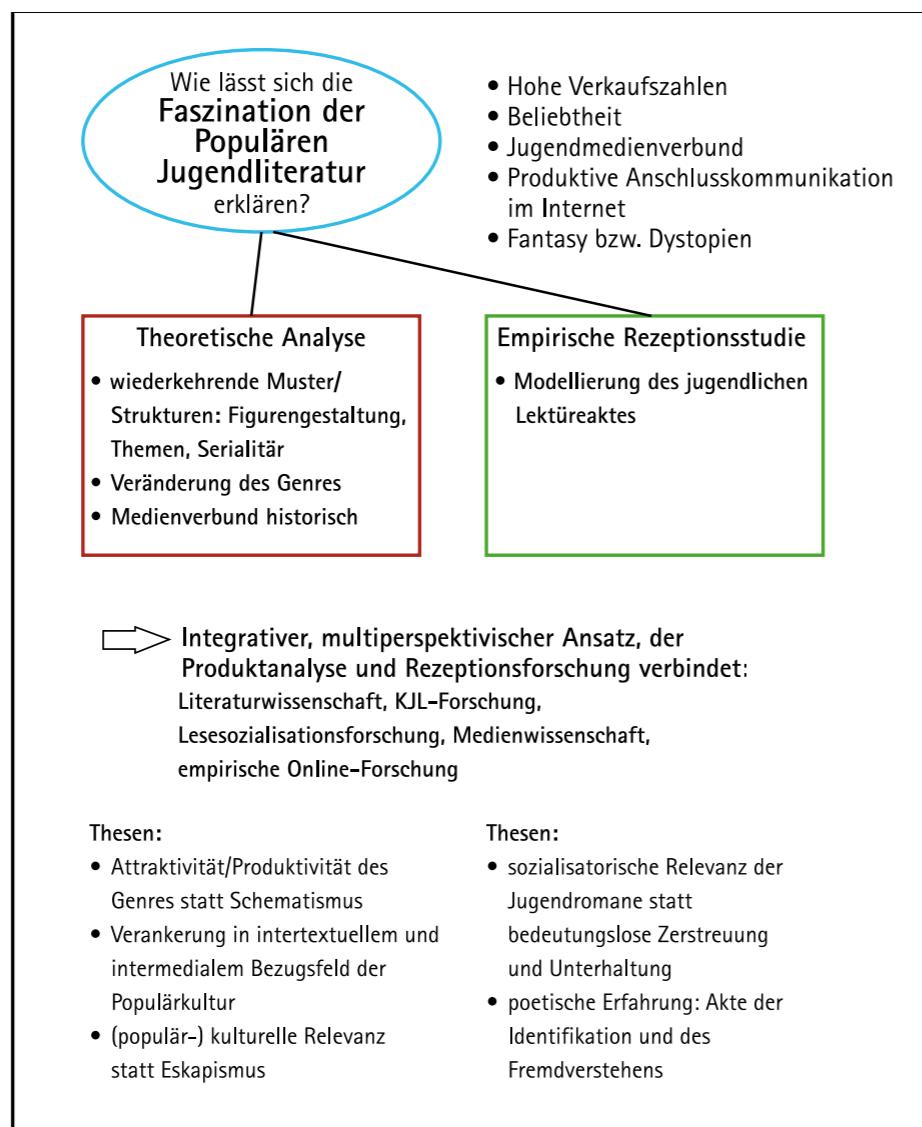 Wie lässt sich die
Faszination der
Populären
Jugendliteratur
erklären?
• Hohe Verkaufszahlen
• Beliebtheit
• Jugendmedienverbund
• Produktive Anschlusskommunikation
im Internet
• Fantasy bzw. Dystopien
Theoretische Analyse
• wiederkehrende Muster/
Strukturen: Figurengestaltung,
Themen, Serialitär
• Veränderung des Genres
• Medienverbund historisch
Empirische Rezeptionsstudie
• Modellierung des jugendlichen
Lektüreaktes
Integrativer, multiperspektivischer Ansatz, der
Produktanalyse und Rezeptionsforschung verbindet:
Literaturwissenschaft, KJL-Forschung,
Lesesozialisationsforschung, Medienwissenschaft,
empirische Online-Forschung
Thesen:
• Attraktivität/Produktivität des
Genres statt Schematismus
• Verankerung in intertextuellem und
intermedialem Bezugsfeld der
Populärkultur
• (populär-) kulturelle Relevanz
statt Eskapismus
Thesen:
• sozialisatorische Relevanz der
Jugendromane statt
bedeutungslose Zerstreuung
und Unterhaltung
• poetische Erfahrung: Akte der
Identifikation und des
Fremdverstehens